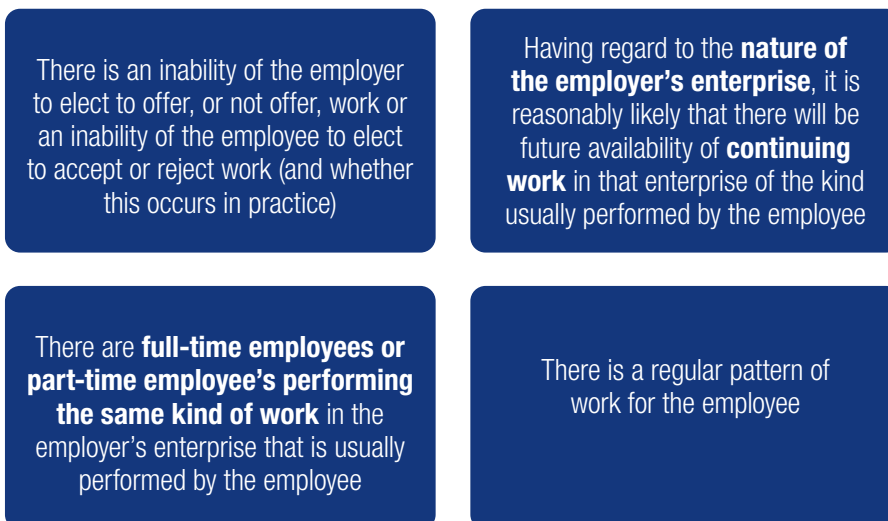 There is an inability of the employer
to elect to offer, or not offer, work or
an inability of the employee to elect
to accept or reject work (and whether
this occurs in practice)
Having regard to the nature of
the employer’s enterprise, it is
reasonably likely that there will be
future availability of continuing
work in that enterprise of the kind
usually performed by the employee
There are full-time employees or
part-time employee’s performing
the same kind of work in the
employer’s enterprise that is usually
performed by the employee
There is a regular pattern of
work for the employee